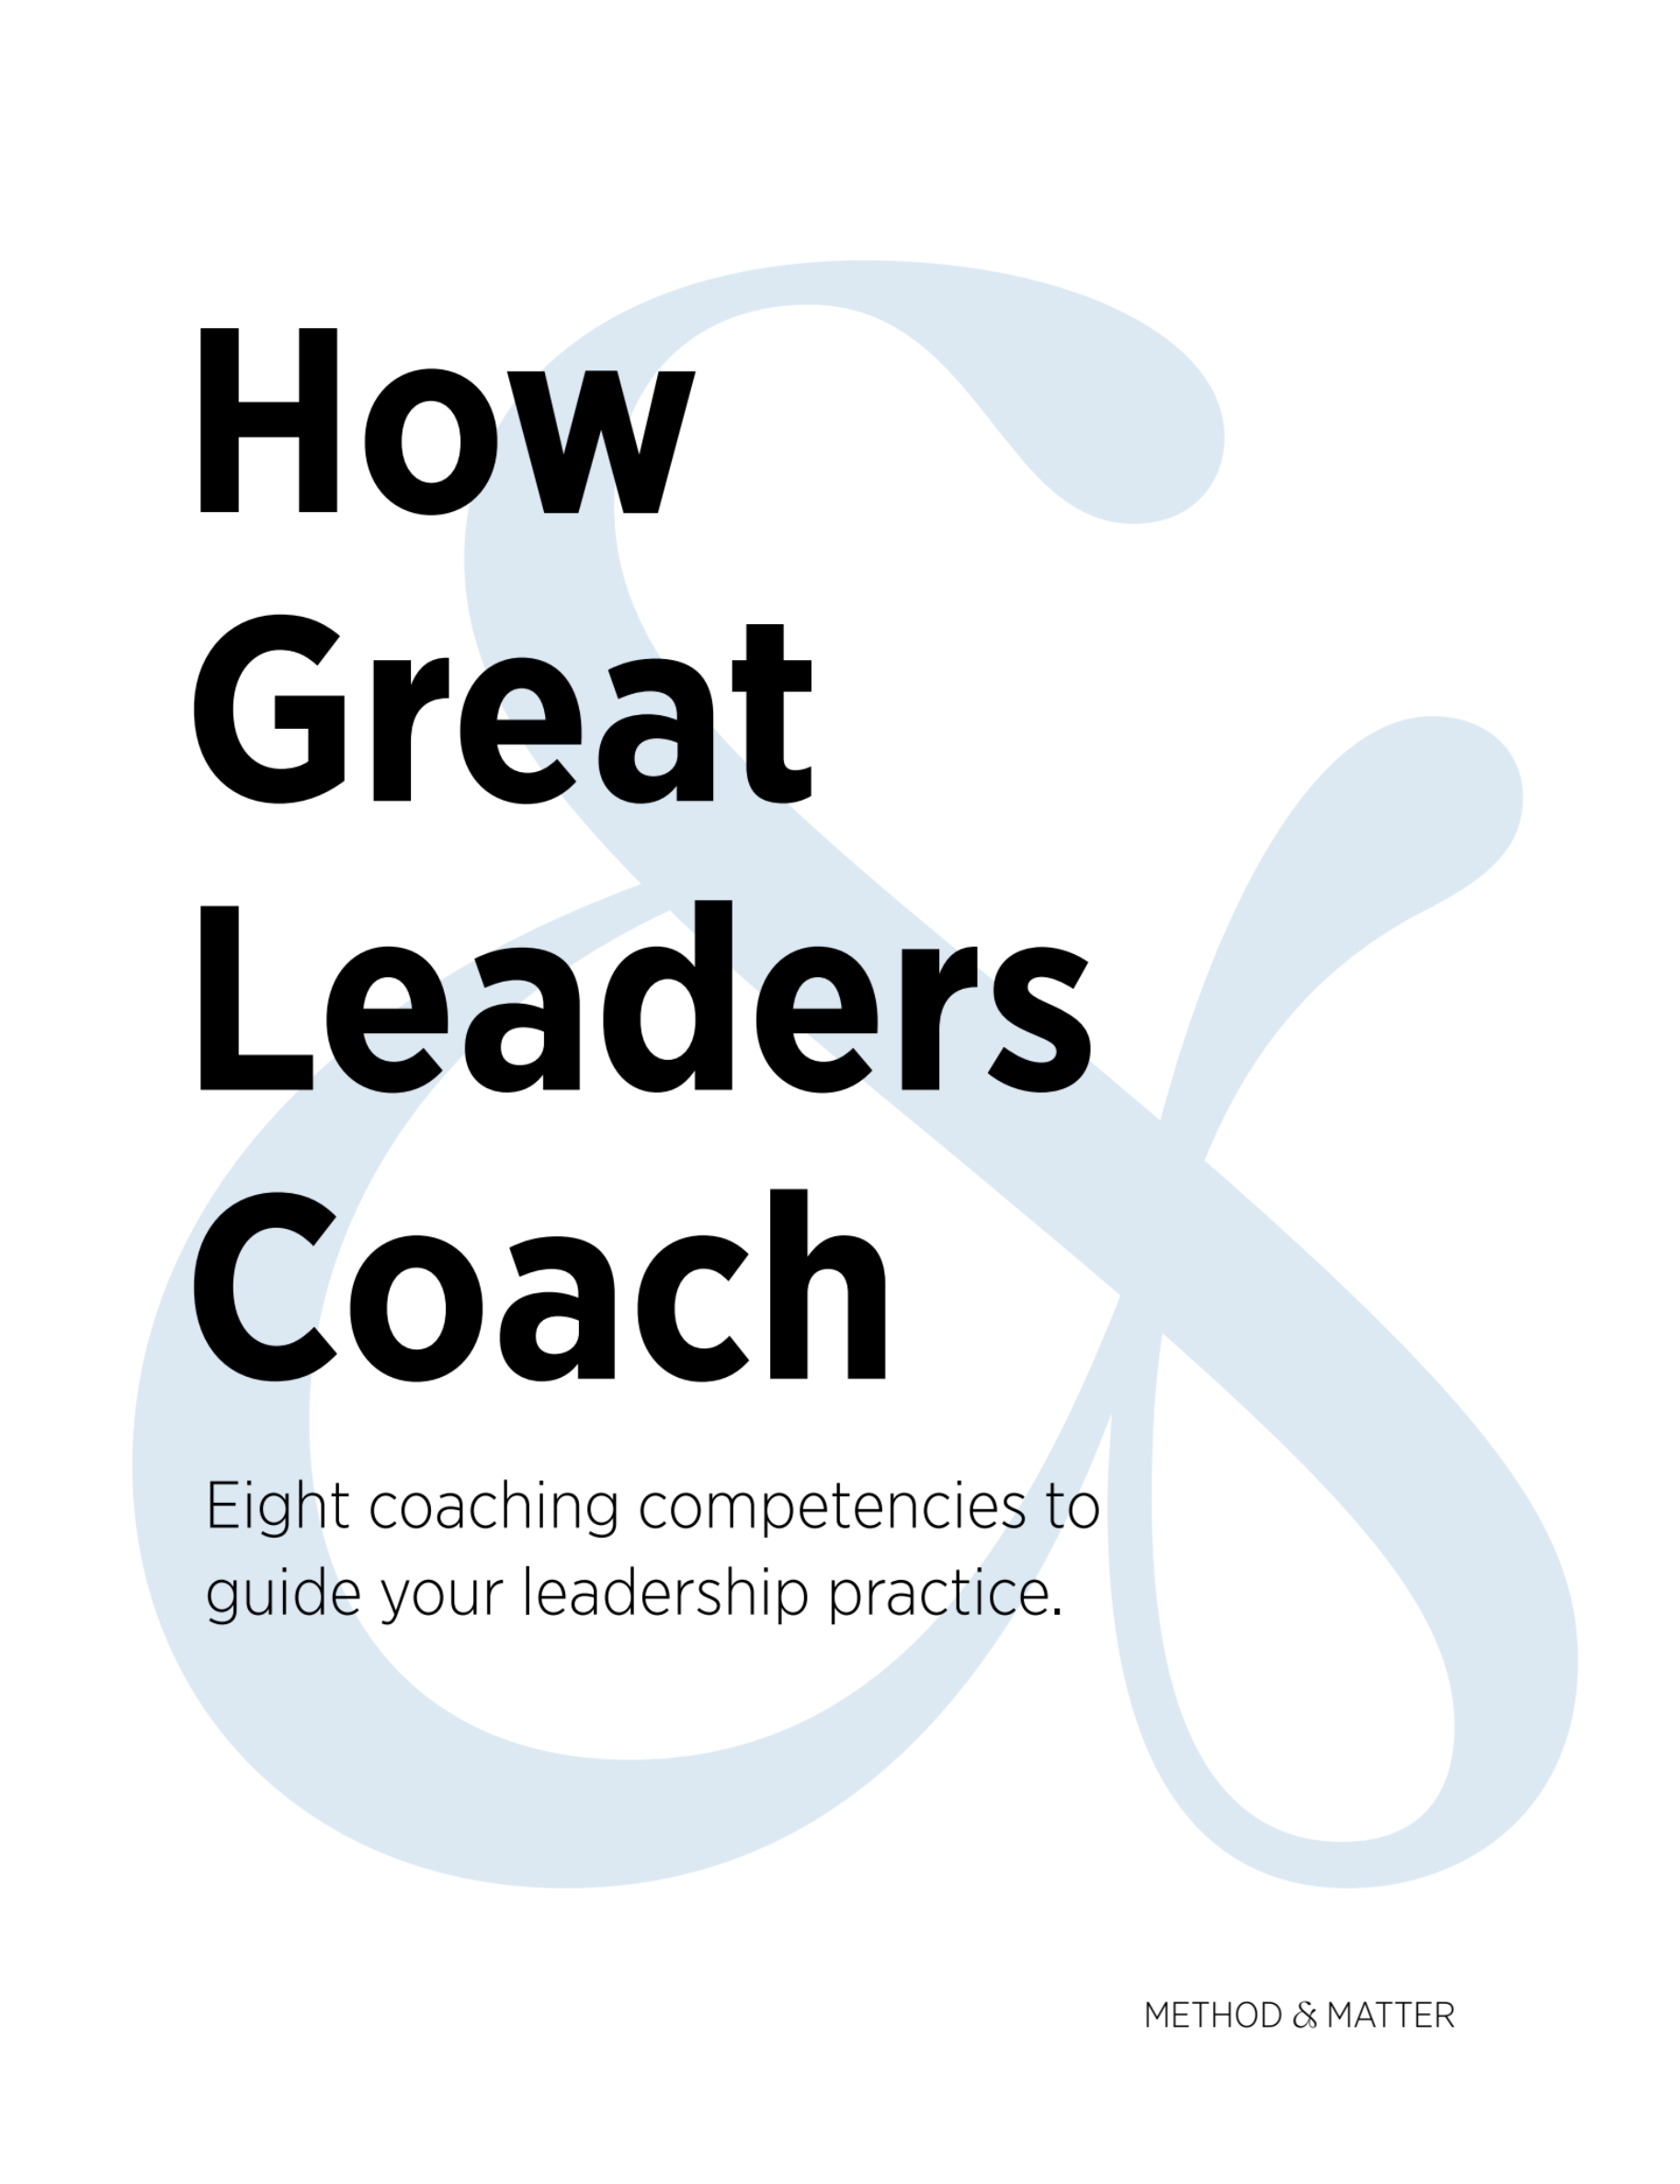 How
Great
Leaders
Coach
Eight coaching competencies to
guide your leadership practice.
METHOD & MATTER